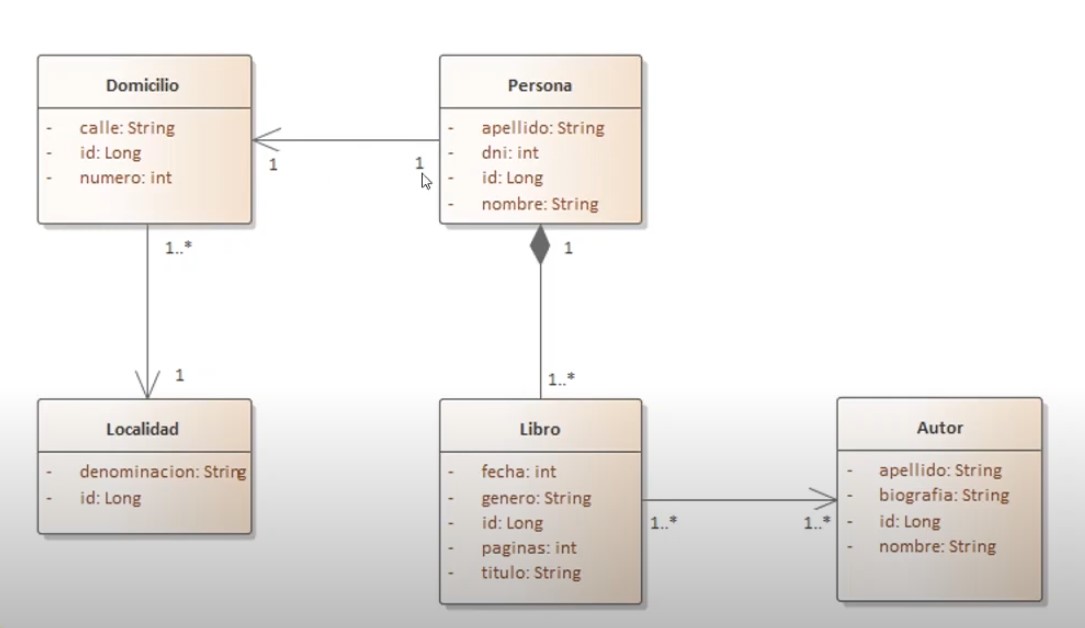 Domicilio
- calle: String
- id: Long
- numero: int
Persona
- apellido: String
- dni: int
- id: Long
- nombre: String
1
1
1..*
1
1
1..*
Localidad
- denominacion: String
- id: Long
Libro
- fecha: int
- genero: String
- id: Long
- paginas: int
- titulo: String
1..*
1..*
Autor
- apellido: String
- biografia: String
- id: Long
- nombre: String